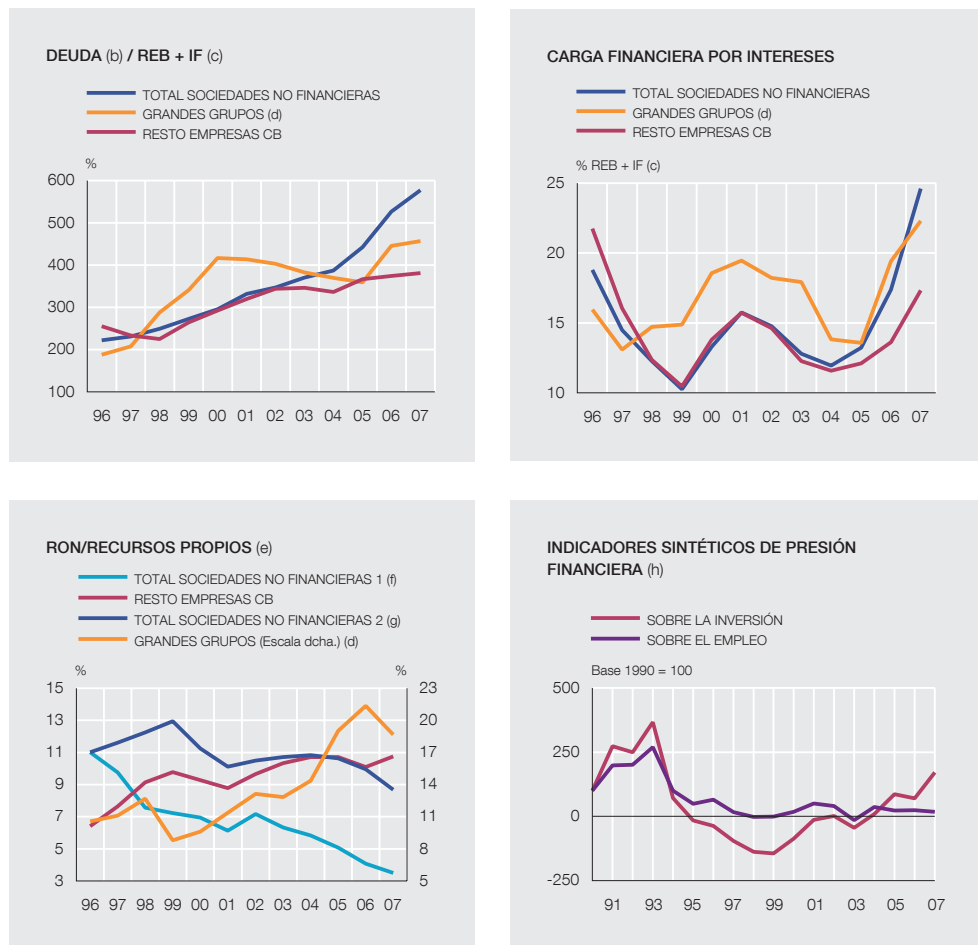 DEUDA (b) / REB + IF (c)
TOTAL SOCIEDADES NO FINANCIERAS
GRANDES GRUPOS (d)
RESTO EMPRESAS CB
%
600
500
400
300
200
100
96 97 98 99 00 01 02 03 04 05 06 07
CARGA FINANCIERA POR INTERESES
TOTAL SOCIEDADES NO FINANCIERAS
GRANDES GRUPOS (d)
RESTO EMPRESAS CB
% REB + IF (c)
25
20
15
10
96 97 98 99 00 01 02 03 04 05 06 07
RON/RECURSOS PROPIOS (e)
TOTAL SOCIEDADES NO FINANCIERAS 1 (f)
RESTO EMPRESAS CB
TOTAL SOCIEDADES NO FINANCIERAS 2 (g)
GRANDES GRUPOS (Escala dcha.) (d)
% %
15 23
13 20
11 17
9 14
7 11
5 8
3 5
96 97 98 99 00 01 02 03 04 05 06 07
INDICADORES SINTÉTICOS DE PRESIÓN
FINANCIERA (h)
SOBRE LA INVERSIÓN
SOBRE EL EMPLEO
Base 1990 = 100
500
250
0
-250
91 93 95 97 99 01 03 05 07